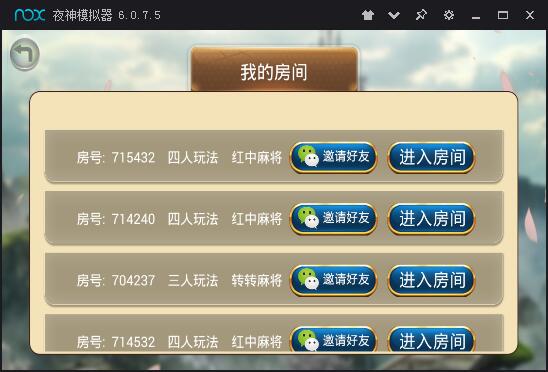 nox 夜神模拟器 6.0.7.5
我的房间
房号: 715432 四人玩法 红中麻将 邀请好友 进入房间
房号: 714240 四人玩法 红中麻将 邀请好友 进入房间
房号: 704237 三人玩法 转转麻将 邀请好友 进入房间
房号: 714532 四人玩法 红中麻将 邀请好友 进入房间